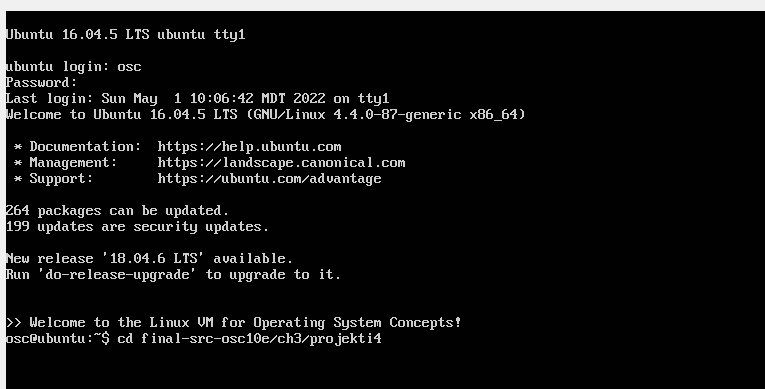 Ubuntu 16.04.5 LTS ubuntu tty1
ubuntu login: osc
Password:
Last login: Sun May  1 10:06:42 MDT 2022 on tty1
Welcome to Ubuntu 16.04.5 LTS (GNU/Linux 4.4.0-87-generic x86_64)
 * Documentation:  https://help.ubuntu.com
 * Management:     https://landscape.canonical.com
 * Support:        https://ubuntu.com/advantage
264 packages can be updated.
199 updates are security updates.
New release '18.04.6 LTS' available.
Run 'do-release-upgrade' to upgrade to it.
>> Welcome to the Linux VM for Operating System Concepts!
osc@ubuntu:~$ cd final-src-osc10e/ch3/projekti4